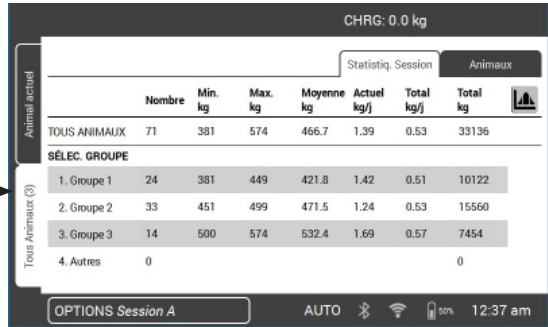 CHRG: 0.0 kg
Statistiq. Session Animaux
Animal actuel
Nombre Min. kg Max. kg Moyenne kg Actuel kg/j Total kg/j Total kg
TOUS ANIMAUX 71 381 574 466.7 1.39 0.53 33136
SÉLEC. GROUPE
1. Groupe 1 24 381 449 421.8 1.42 0.51 10122
2. Groupe 2 33 451 499 471.5 1.24 0.53 15560
3. Groupe 3 14 500 574 532.4 1.69 0.57 7454
4. Autres 0 0
Tous Animaux (3)
OPTIONS Session A AUTO 50% 12:37 am